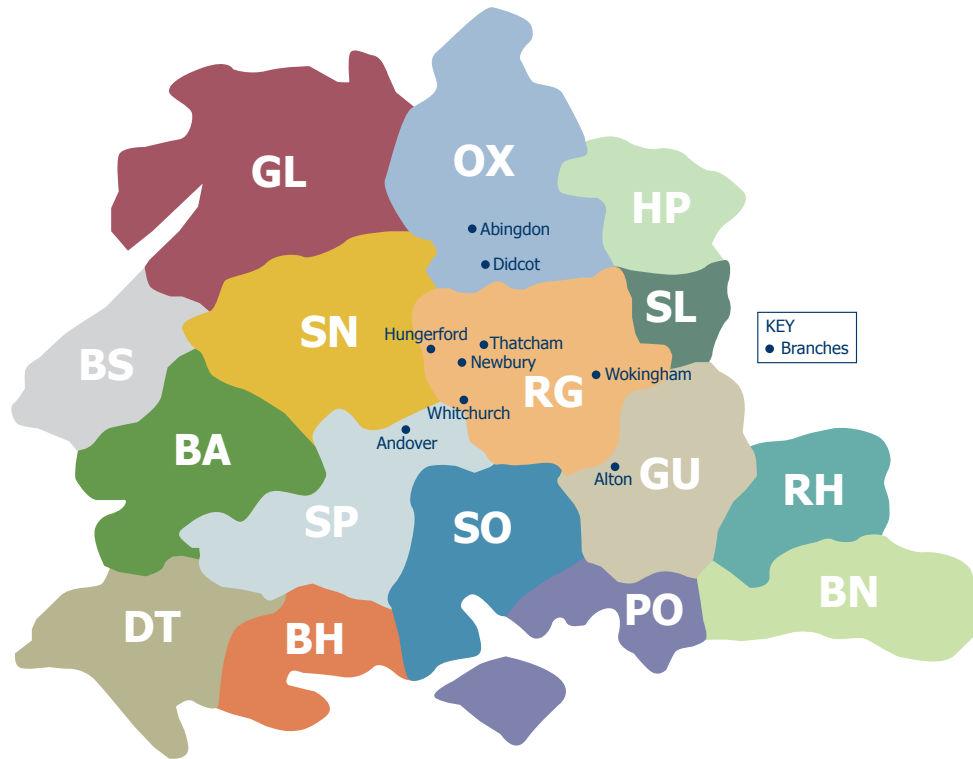 OX
GL
HP
Abingdon
Didcot
SL
SN
KEY
Branches
Hungerford
Thatcham
Newbury
BS
Wokingham
RG
Whitchurch
Andover
BA
Alton
GU
RH
SP
SO
BN
PO
DT
BH